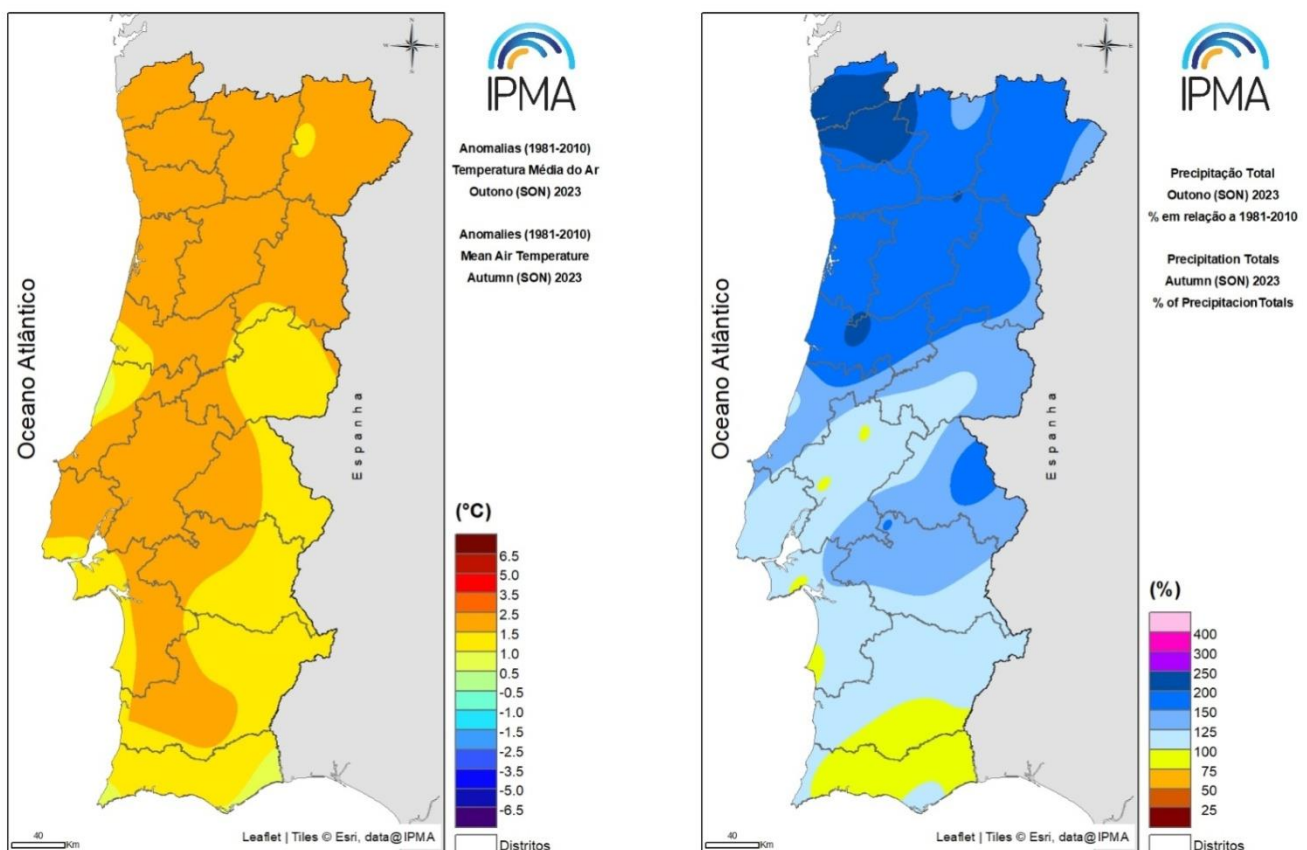 N
W
E
S
IPMA
Anomalias (1981-2010)
Temperatura Média do Ar
Outono (SON) 2023
Anomalies (1981-2010)
Mean Air Temperature
Autumn (SON) 2023
Oceano Atlântico
Espanha
(°C)
6.5
5.0
3.5
2.5
1.5
1.0
0.5
-0.5
-1.0
-2.5
-3.5
-5.0
-6.5
Distritos
40
Km
Leaflet | Tiles © Esri, data@IPMA
N
W
E
S
IPMA
Precipitação Total
Outono (SON) 2023
% em relação a 1981-2010
Precipitation Totals
Autumn (SON) 2023
% of Precipitacion Totals
Oceano Atlântico
Espanha
(%)
400
300
250
200
150
125
100
75
50
25
Distritos
40
Km
Leaflet | Tiles © Esri, data@IPMA